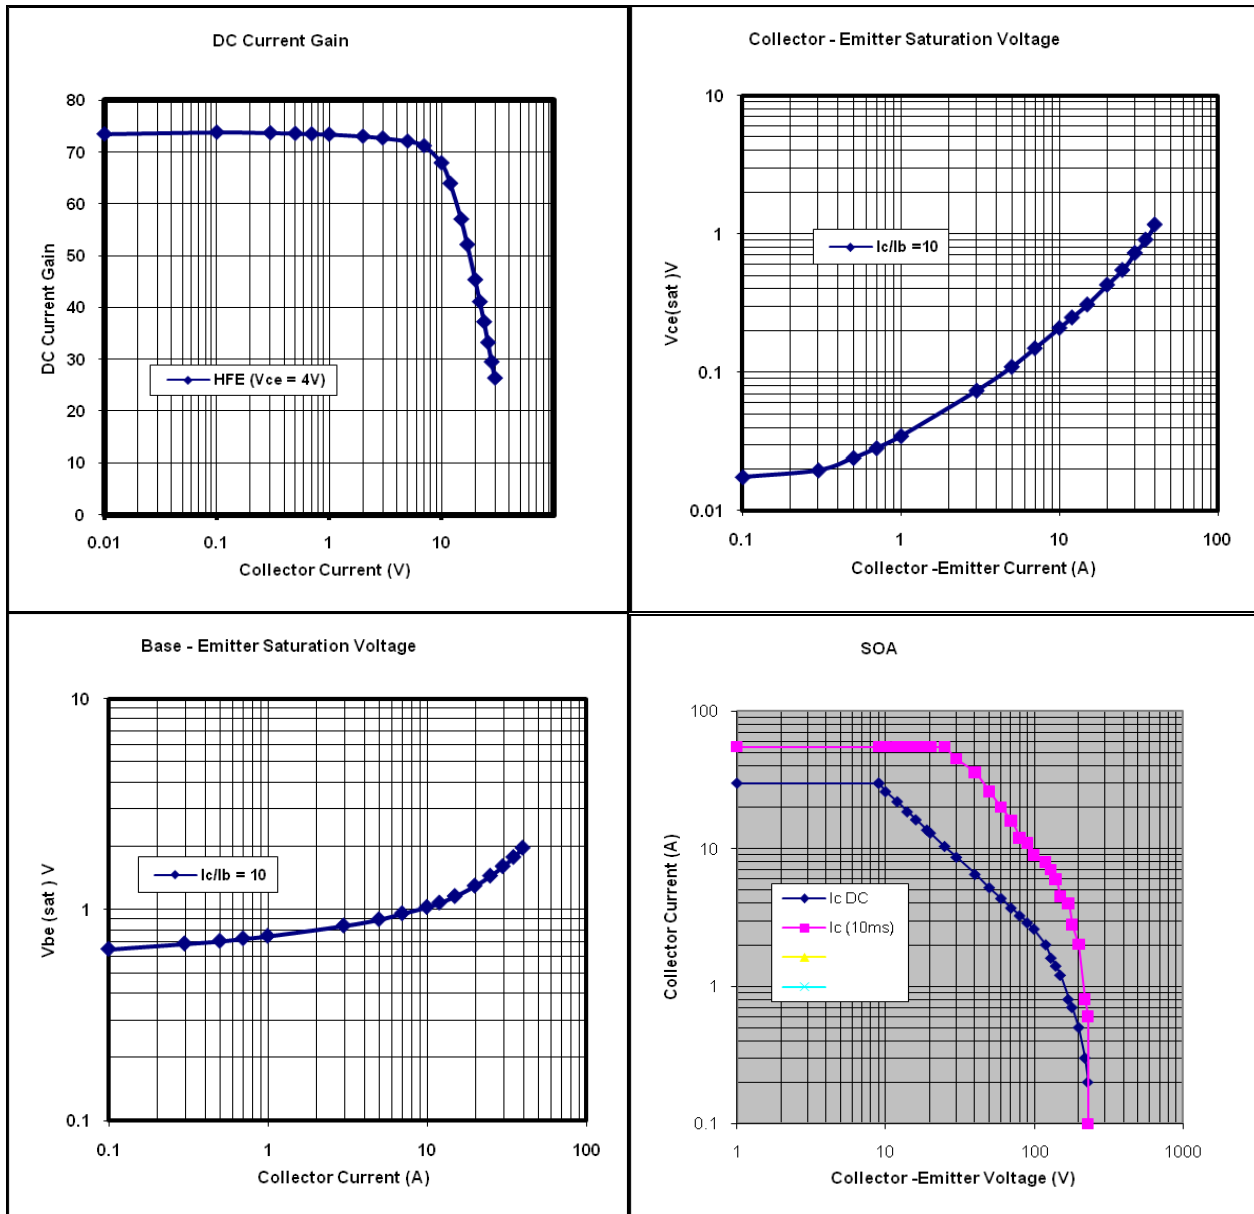 DC Current Gain
80
70
60
50
40
30
20
10
0
DC Current Gain
HFE (Vce = 4V)
0.01
0.1
1
10
Collector Current (V)
Collector - Emitter Saturation Voltage
10
1
0.1
0.01
Vce(sat )V
Ic/Ib =10
0.1
1
10
100
Collector -Emitter Current (A)
Base - Emitter Saturation Voltage
10
1
0.1
Vbe (sat ) V
Ic/Ib = 10
0.1
1
10
100
Collector Current (A)
SOA
100
10
1
0.1
Collector Current (A)
Ic DC
Ic (10ms)
1
10
100
1000
Collector -Emitter Voltage (V)